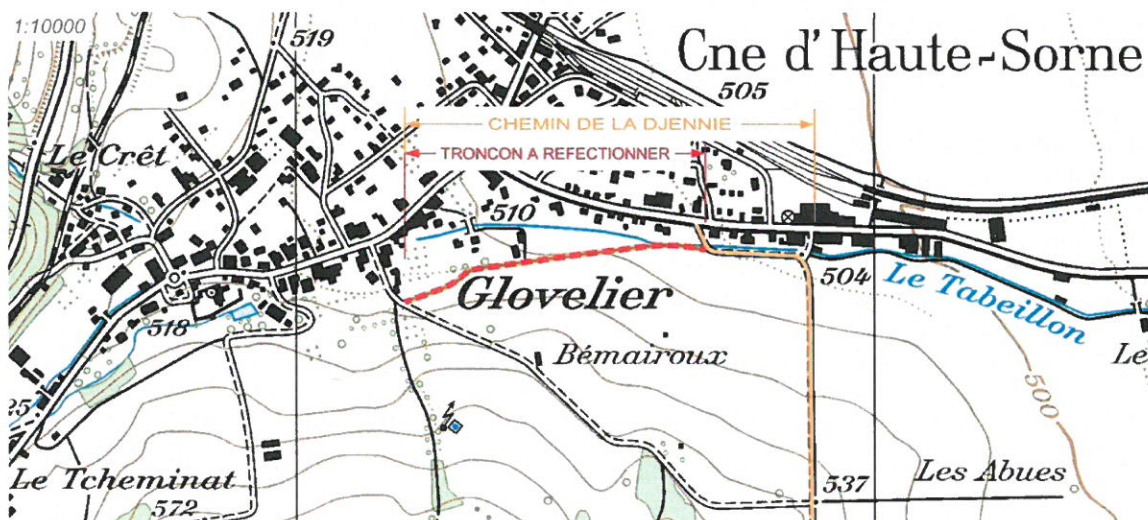 1:10000
519
Cne d'Haute-Sorne
505
CHEMIN DE LA DJENNIE
TRONCON A REFECTIONNER
Le Crêt
510
504
Glovelier
Le Tabeillon
518
Bémairoux
Le
500
25
Le Tcheminat
572
537
Les Abues